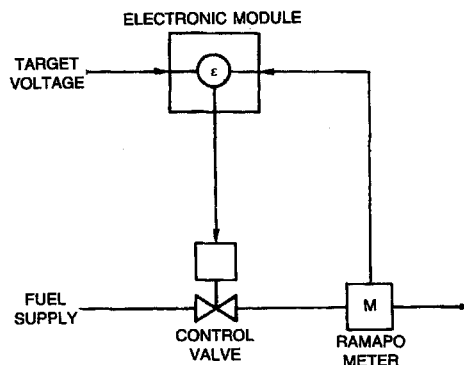 ELECTRONIC MODULE
TARGET
VOLTAGE
ε
FUEL
SUPPLY
CONTROL
VALVE
M
RAMAPO
METER